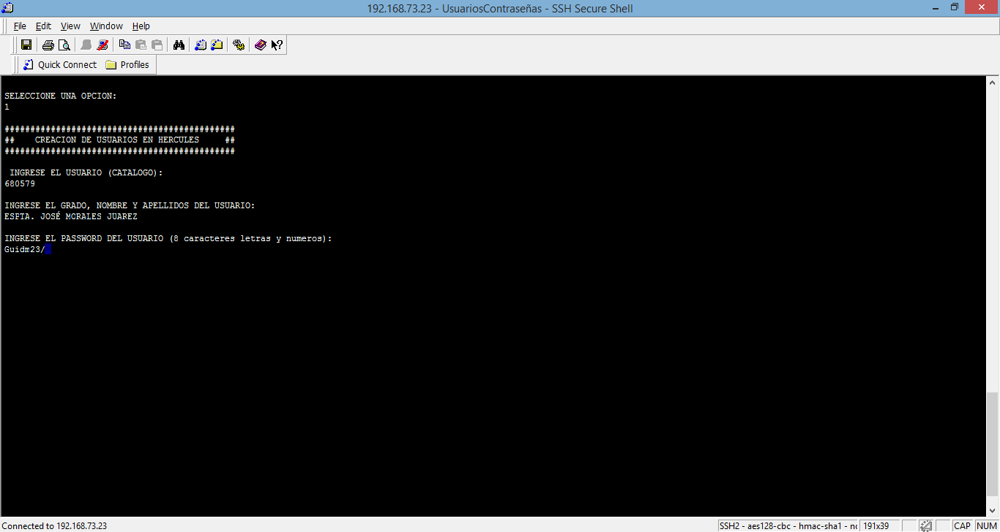 192.168.73.23 - UsuariosContraseñas - SSH Secure Shell
File Edit View Window Help
Quick Connect Profiles
SELECCIONE UNA OPCION:
1
#############################################
## CREACION DE USUARIOS EN HERCULES ##
#############################################
INGRESE EL USUARIO (CATALOGO):
680579
INGRESE EL GRADO, NOMBRE Y APELLIDOS DEL USUARIO:
ESPTA. JOSÉ MORALES JUAREZ
INGRESE EL PASSWORD DEL USUARIO (8 caracteres letras y numeros):
Guidm23/
Connected to 192.168.73.23 SSH2 - aes128-cbc - hmac-sha1 - 191x39 CAP NUM